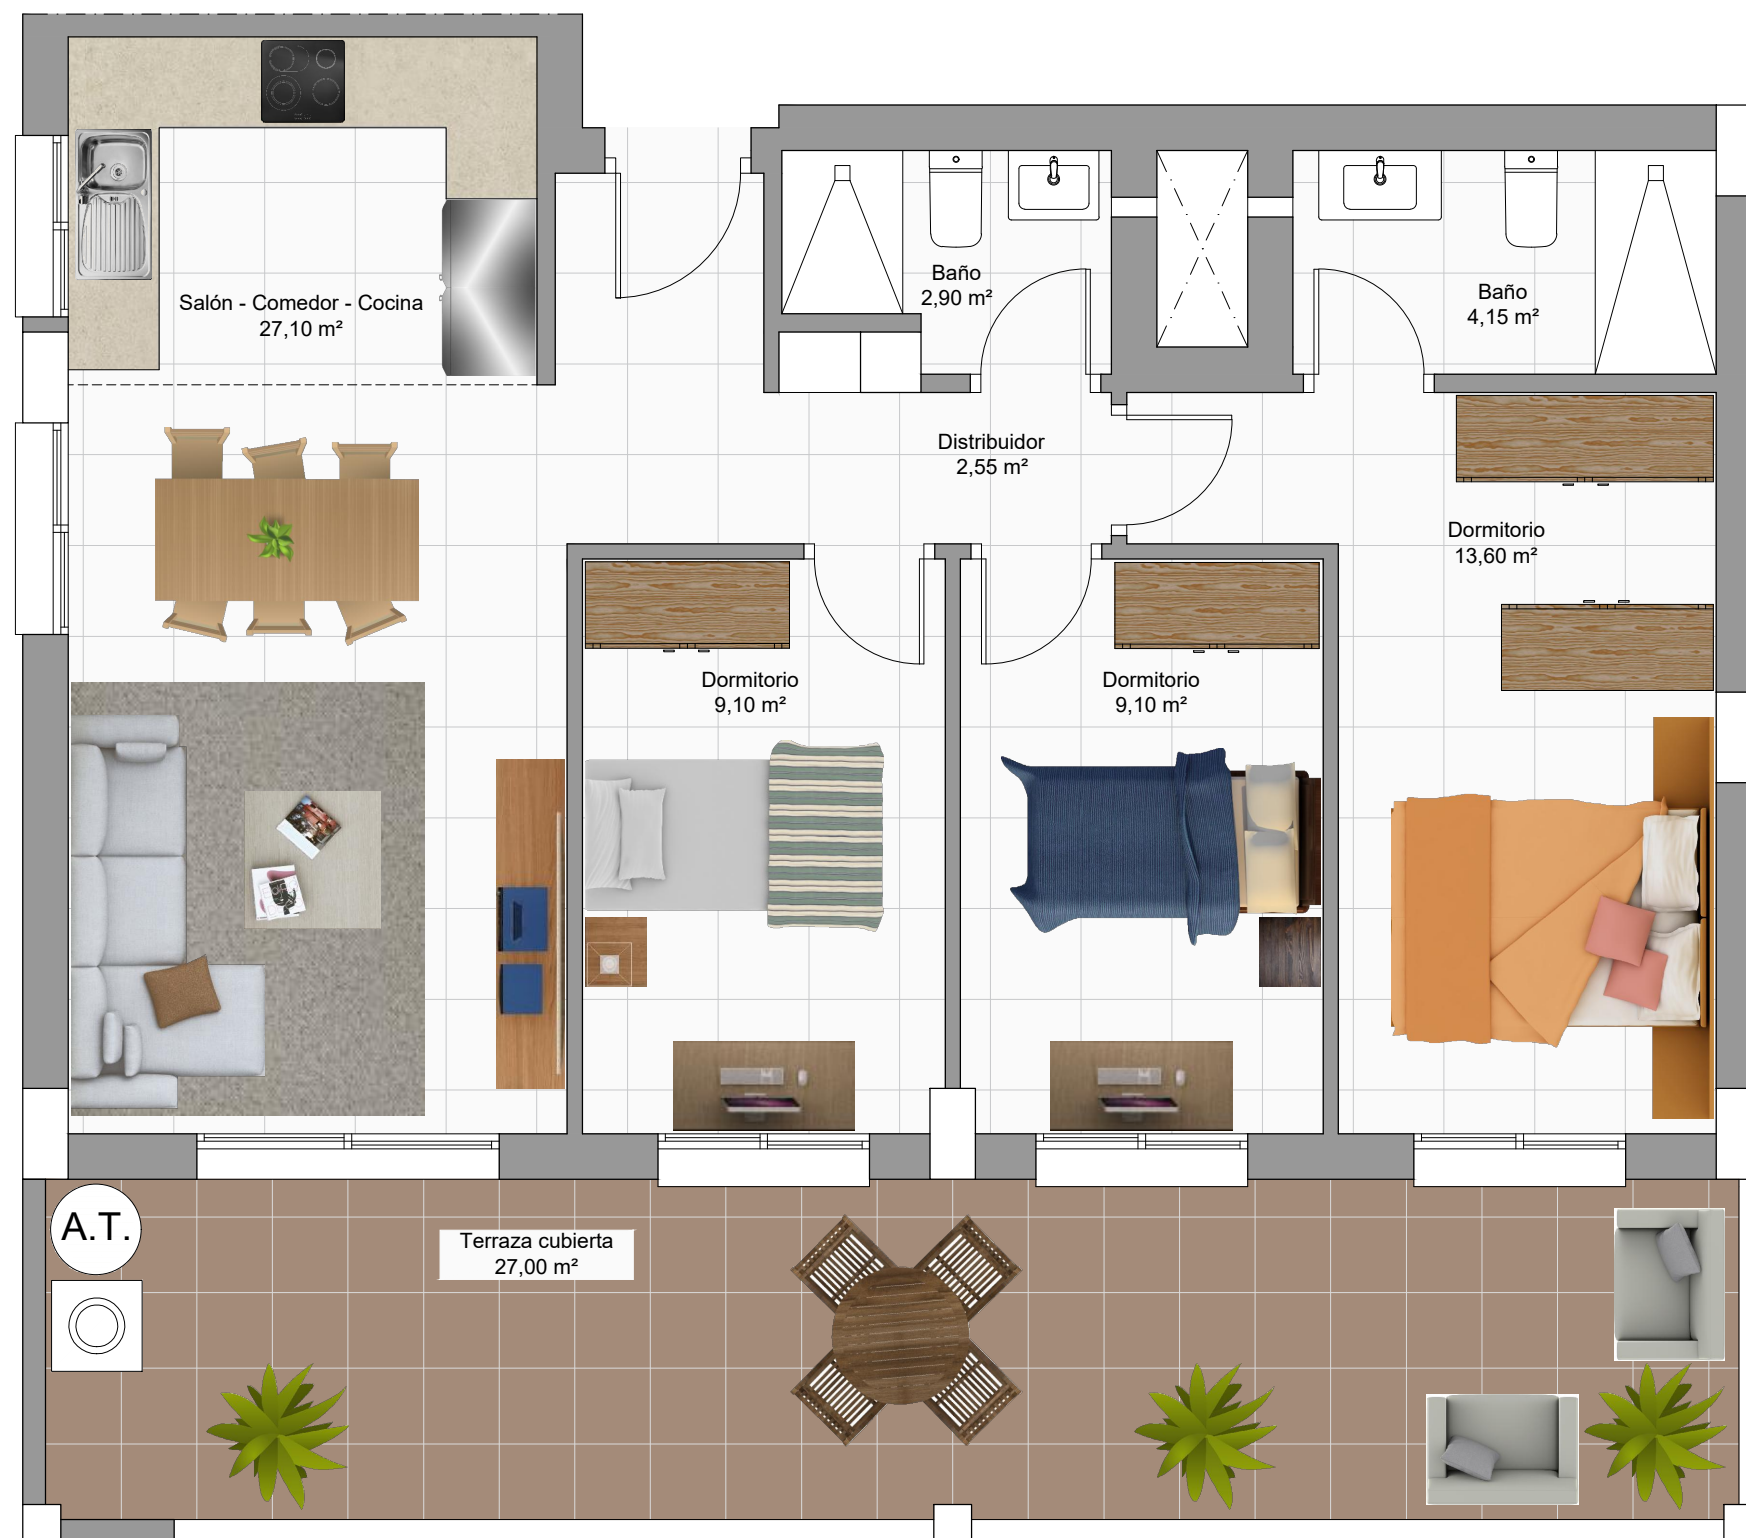 Salón - Comedor - Cocina
27,10 m²
Baño
2,90 m²
Baño
4,15 m²
Distribuidor
2,55 m²
Dormitorio
13,60 m²
Dormitorio
9,10 m²
Dormitorio
9,10 m²
A.T.
Terraza cubierta
27,00 m²